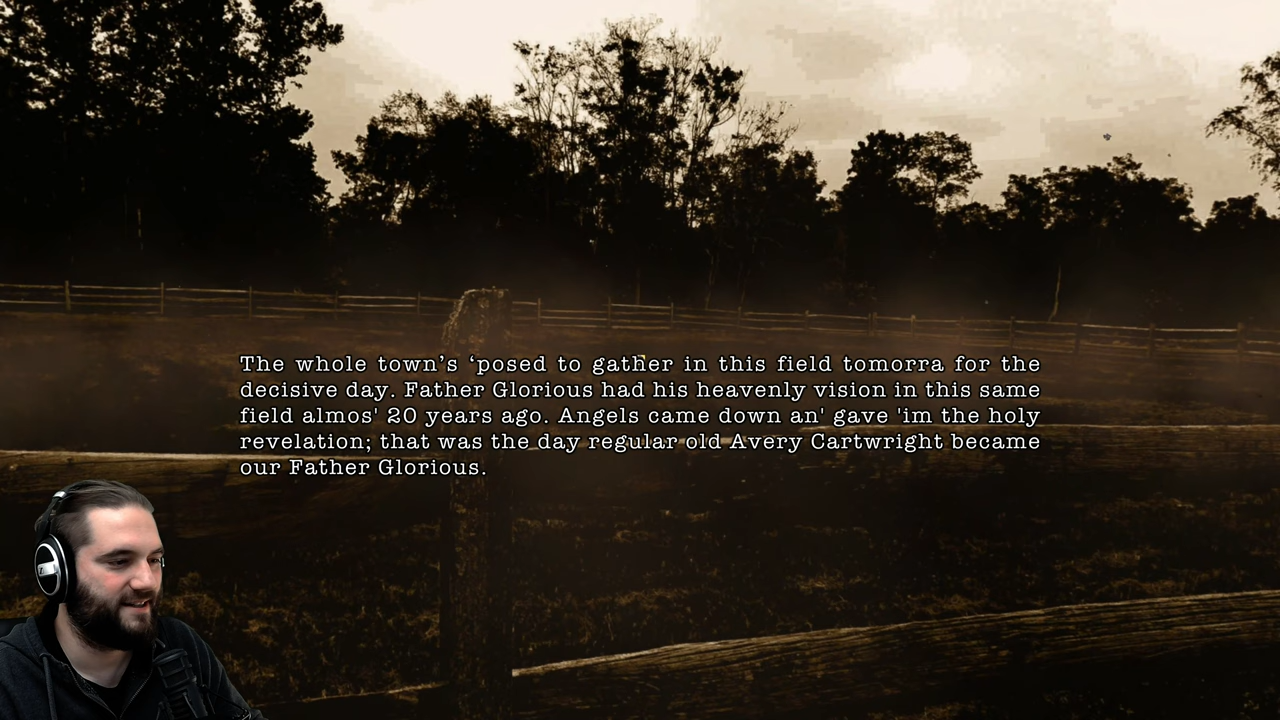 The whole town’s ‘posed to gather in this field tomorra for the
decisive day. Father Glorious had his heavenly vision in this same
field almos' 20 years ago. Angels came down an' gave 'im the holy
revelation; that was the day regular old Avery Cartwright became
our Father Glorious.